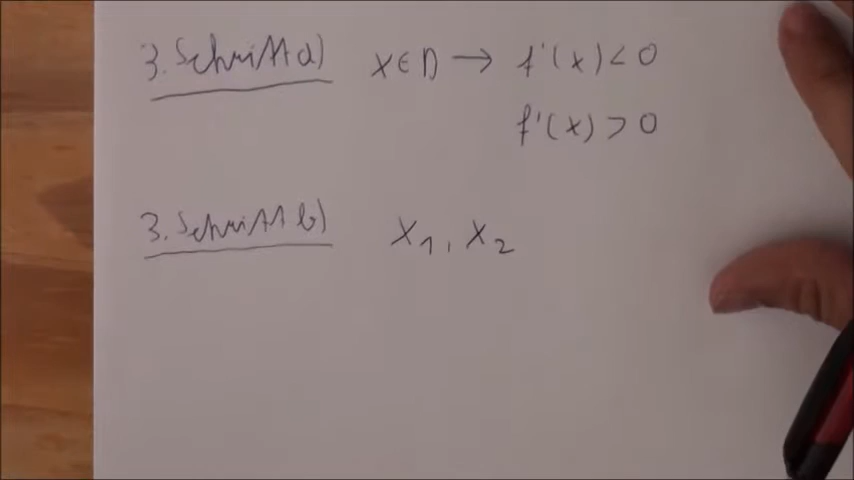 3. Schritt a) x ∈ D → f'(x) < 0
f'(x) > 0
3. Schritt b) x₁, x₂